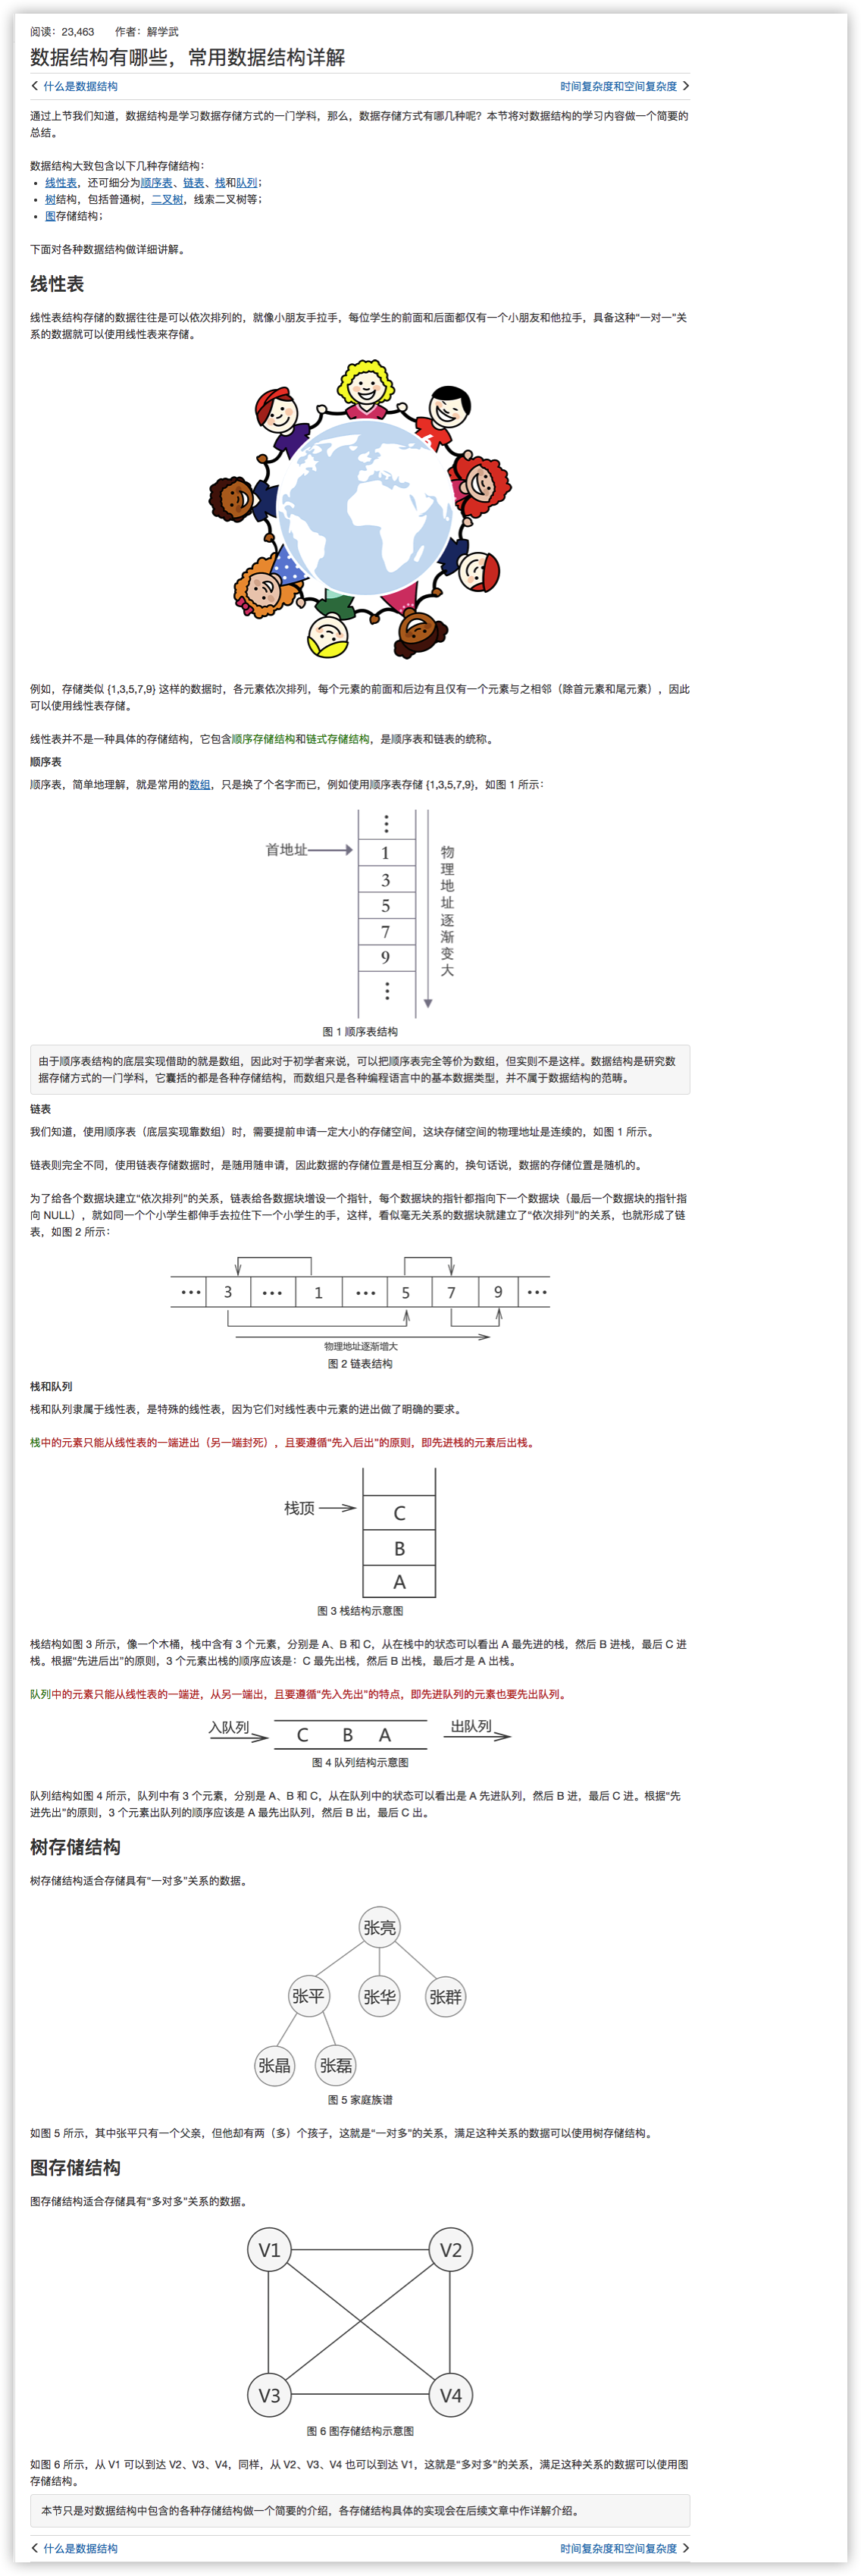 阅读：23,463 作者：解学武
数据结构有哪些，常用数据结构详解
什么是数据结构
时间复杂度和空间复杂度
通过上节我们知道，数据结构是学习数据存储方式的一门学科，那么，数据存储方式有哪几种呢？本节将对数据结构的学习内容做一个简要的
总结。
数据结构大致包含以下几种存储结构：
• 线性表，还可细分为顺序表、链表、栈和队列；
• 树结构，包括普通树，二叉树，线索二叉树等；
• 图存储结构；
下面对各种数据结构做详细讲解。
线性表
线性表结构存储的数据往往是可以依次排列的，就像小朋友手拉手，每位学生的前面和后面都仅有一个小朋友和他拉手，具备这种“一对一”关
系的数据就可以使用线性表来存储。
例如，存储类似 {1,3,5,7,9} 这样的数据时，各元素依次排列，每个元素的前面和后边有且仅有一个元素与之相邻（除首元素和尾元素），因此
可以使用线性表存储。
线性表并不是一种具体的存储结构，它包含顺序存储结构和链式存储结构，是顺序表和链表的统称。
顺序表
顺序表，简单地理解，就是常用的数组，只是换了个名字而已，例如使用顺序表存储 {1,3,5,7,9}，如图 1 所示：
首地址
1
3
5
7
9
物理地址逐渐变大
图 1 顺序表结构
由于顺序表结构的底层实现借助的就是数组，因此对于初学者来说，可以把顺序表完全等价为数组，但实则不是这样。数据结构是研究数
据存储方式的一门学科，它囊括的都是各种存储结构，而数组只是各种编程语言中的基本数据类型，并不属于数据结构的范畴。
链表
我们知道，使用顺序表（底层实现靠数组）时，需要提前申请一定大小的存储空间，这块存储空间的物理地址是连续的，如图 1 所示。
链表则完全不同，使用链表存储数据时，是随用随申请，因此数据的存储位置是相互分离的，换句话说，数据的存储位置是随机的。
为了给各个数据块建立“依次排列”的关系，链表给各数据块增设一个指针，每个数据块的指针都指向下一个数据块（最后一个数据块的指针指
向 NULL），就如同一个个小学生都伸手去拉住下一个小学生的手，这样，看似毫无关系的数据块就建立了“依次排列”的关系，也就形成了链
表，如图 2 所示：
••• 3 ••• 1 ••• 5 7 9 •••
物理地址逐渐增大
图 2 链表结构
栈和队列
栈和队列隶属于线性表，是特殊的线性表，因为它们对线性表中元素的进出做了明确的要求。
栈中的元素只能从线性表的一端进出（另一端封死），且要遵循“先入后出”的原则，即先进栈的元素后出栈。
栈顶
C
B
A
图 3 栈结构示意图
栈结构如图 3 所示，像一个木桶，栈中含有 3 个元素，分别是 A、B 和 C，从在栈中的状态可以看出 A 最先进的栈，然后 B 进栈，最后 C 进
栈。根据“先进后出”的原则，3 个元素出栈的顺序应该是：C 最先出栈，然后 B 出栈，最后才是 A 出栈。
队列中的元素只能从线性表的一端进，从另一端出，且要遵循“先入先出”的特点，即先进队列的元素也要先出队列。
入队列 C B A 出队列
图 4 队列结构示意图
队列结构如图 4 所示，队列中有 3 个元素，分别是 A、B 和 C，从在队列中的状态可以看出是 A 先进队列，然后 B 进，最后 C 进。根据“先
进先出”的原则，3 个元素出队列的顺序应该是 A 最先出队列，然后 B 出，最后 C 出。
树存储结构
树存储结构适合存储具有“一对多”关系的数据。
张亮
张平 张华 张群
张晶 张磊
图 5 家庭族谱
如图 5 所示，其中张平只有一个父亲，但他却有两（多）个孩子，这就是“一对多”的关系，满足这种关系的数据可以使用树存储结构。
图存储结构
图存储结构适合存储具有“多对多”关系的数据。
V1 V2
V3 V4
图 6 图存储结构示意图
如图 6 所示，从 V1 可以到达 V2、V3、V4，同样，从 V2、V3、V4 也可以到达 V1，这就是“多对多”的关系，满足这种关系的数据可以使用图
存储结构。
本节只是对数据结构中包含的各种存储结构做一个简要的介绍，各存储结构具体的实现会在后续文章中作详解介绍。
什么是数据结构
时间复杂度和空间复杂度